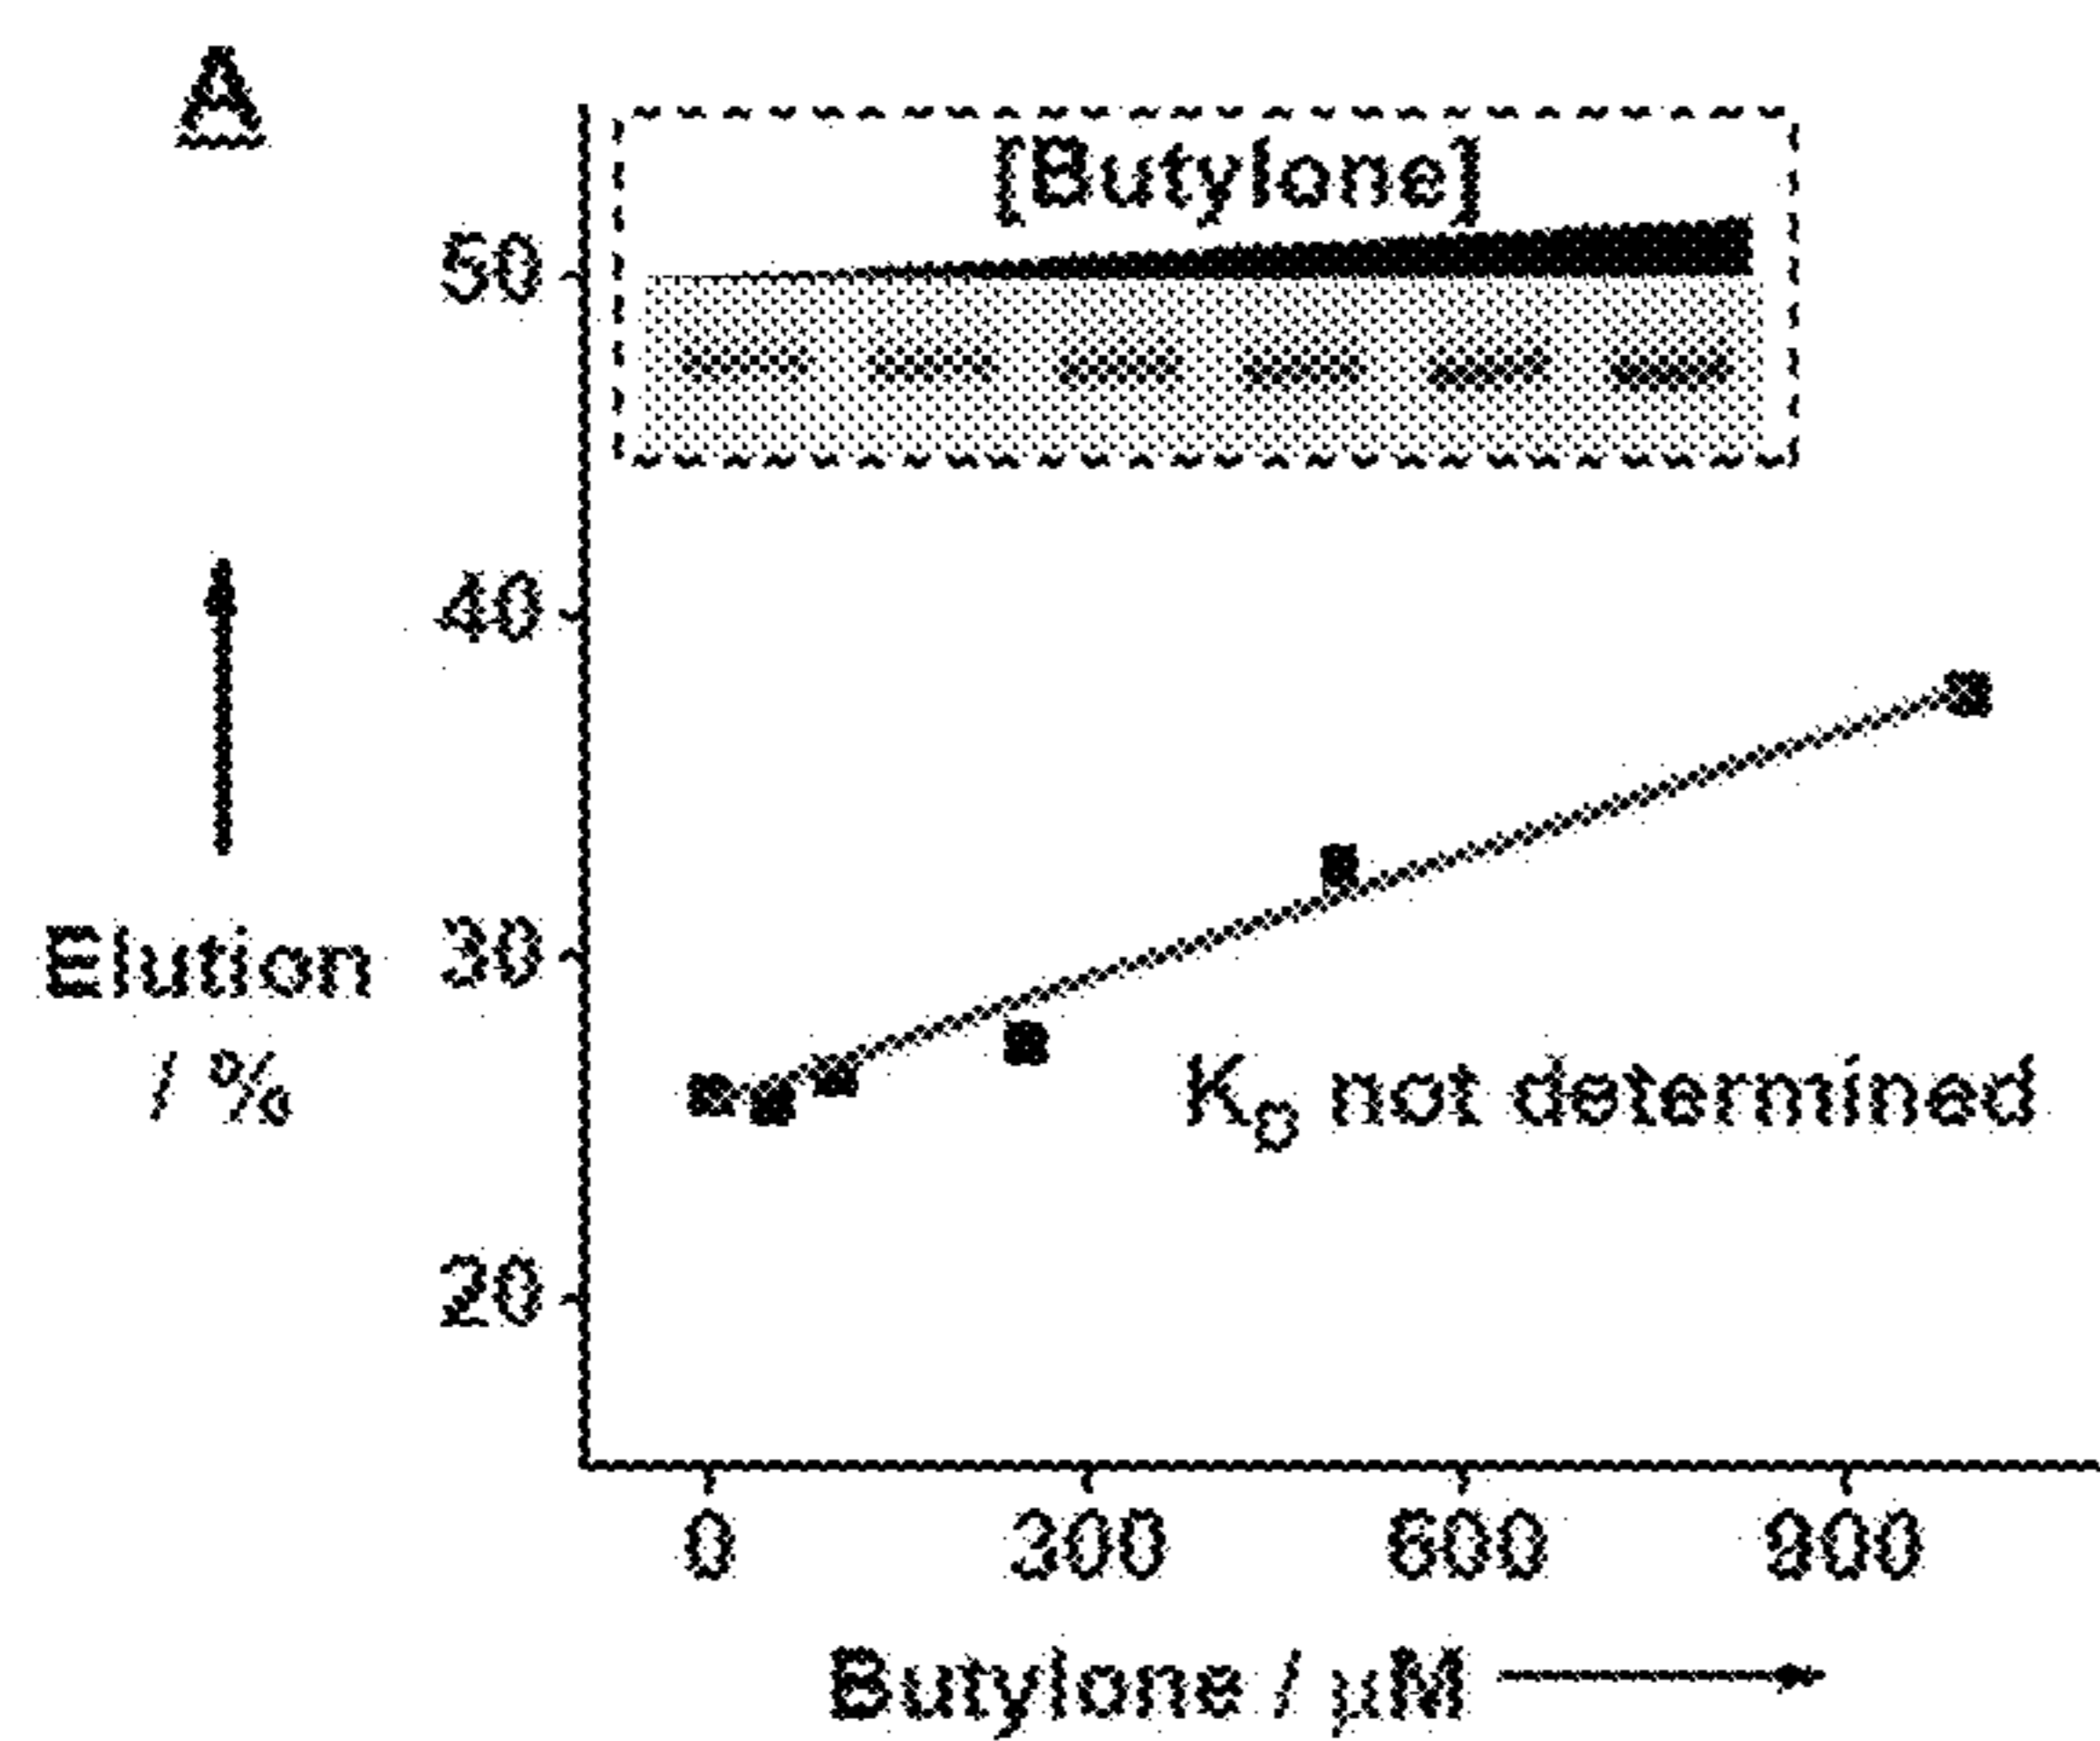 A
[Butylone]
50
40
30
20
Elution
/ %
K_D not determined
0
300
600
900
Butylone / µM